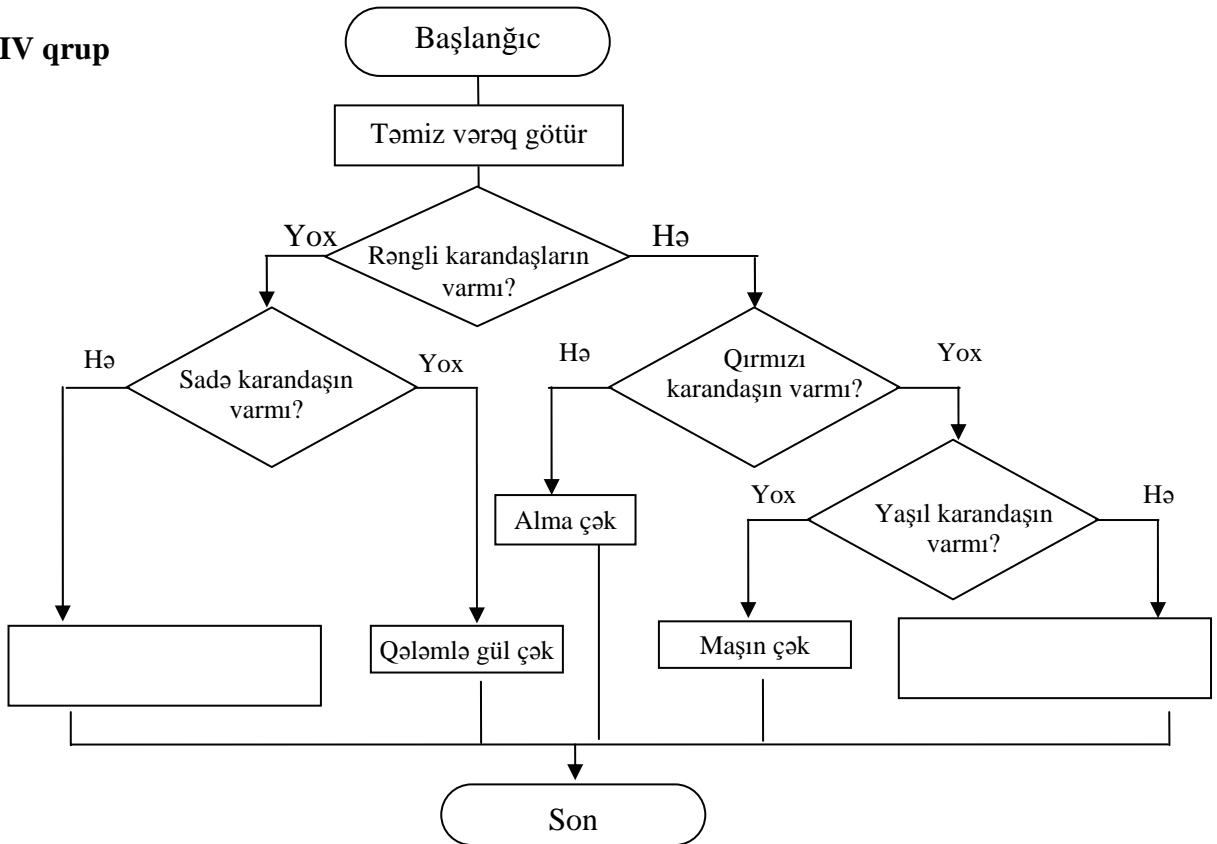 IV qrup
Başlanğıc
Təmiz vərəq götür
Yox
Hə
Rəngli karandaşların
varmı?
Hə
Sadə karandaşın
varmı?
Yox
Hə
Qırmızı
karandaşın varmı?
Yox
Alma çək
Yox
Yaşıl karandaşın
varmı?
Hə
Qələmlə gül çək
Maşın çək
Son